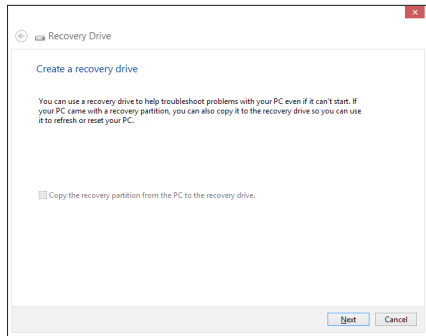 Recovery Drive
Create a recovery drive
You can use a recovery drive to help troubleshoot problems with your PC even if it can't start. If
your PC came with a recovery partition, you can also copy it to the recovery drive so you can use
it to refresh or reset your PC.
Copy the recovery partition from the PC to the recovery drive.
Next Cancel